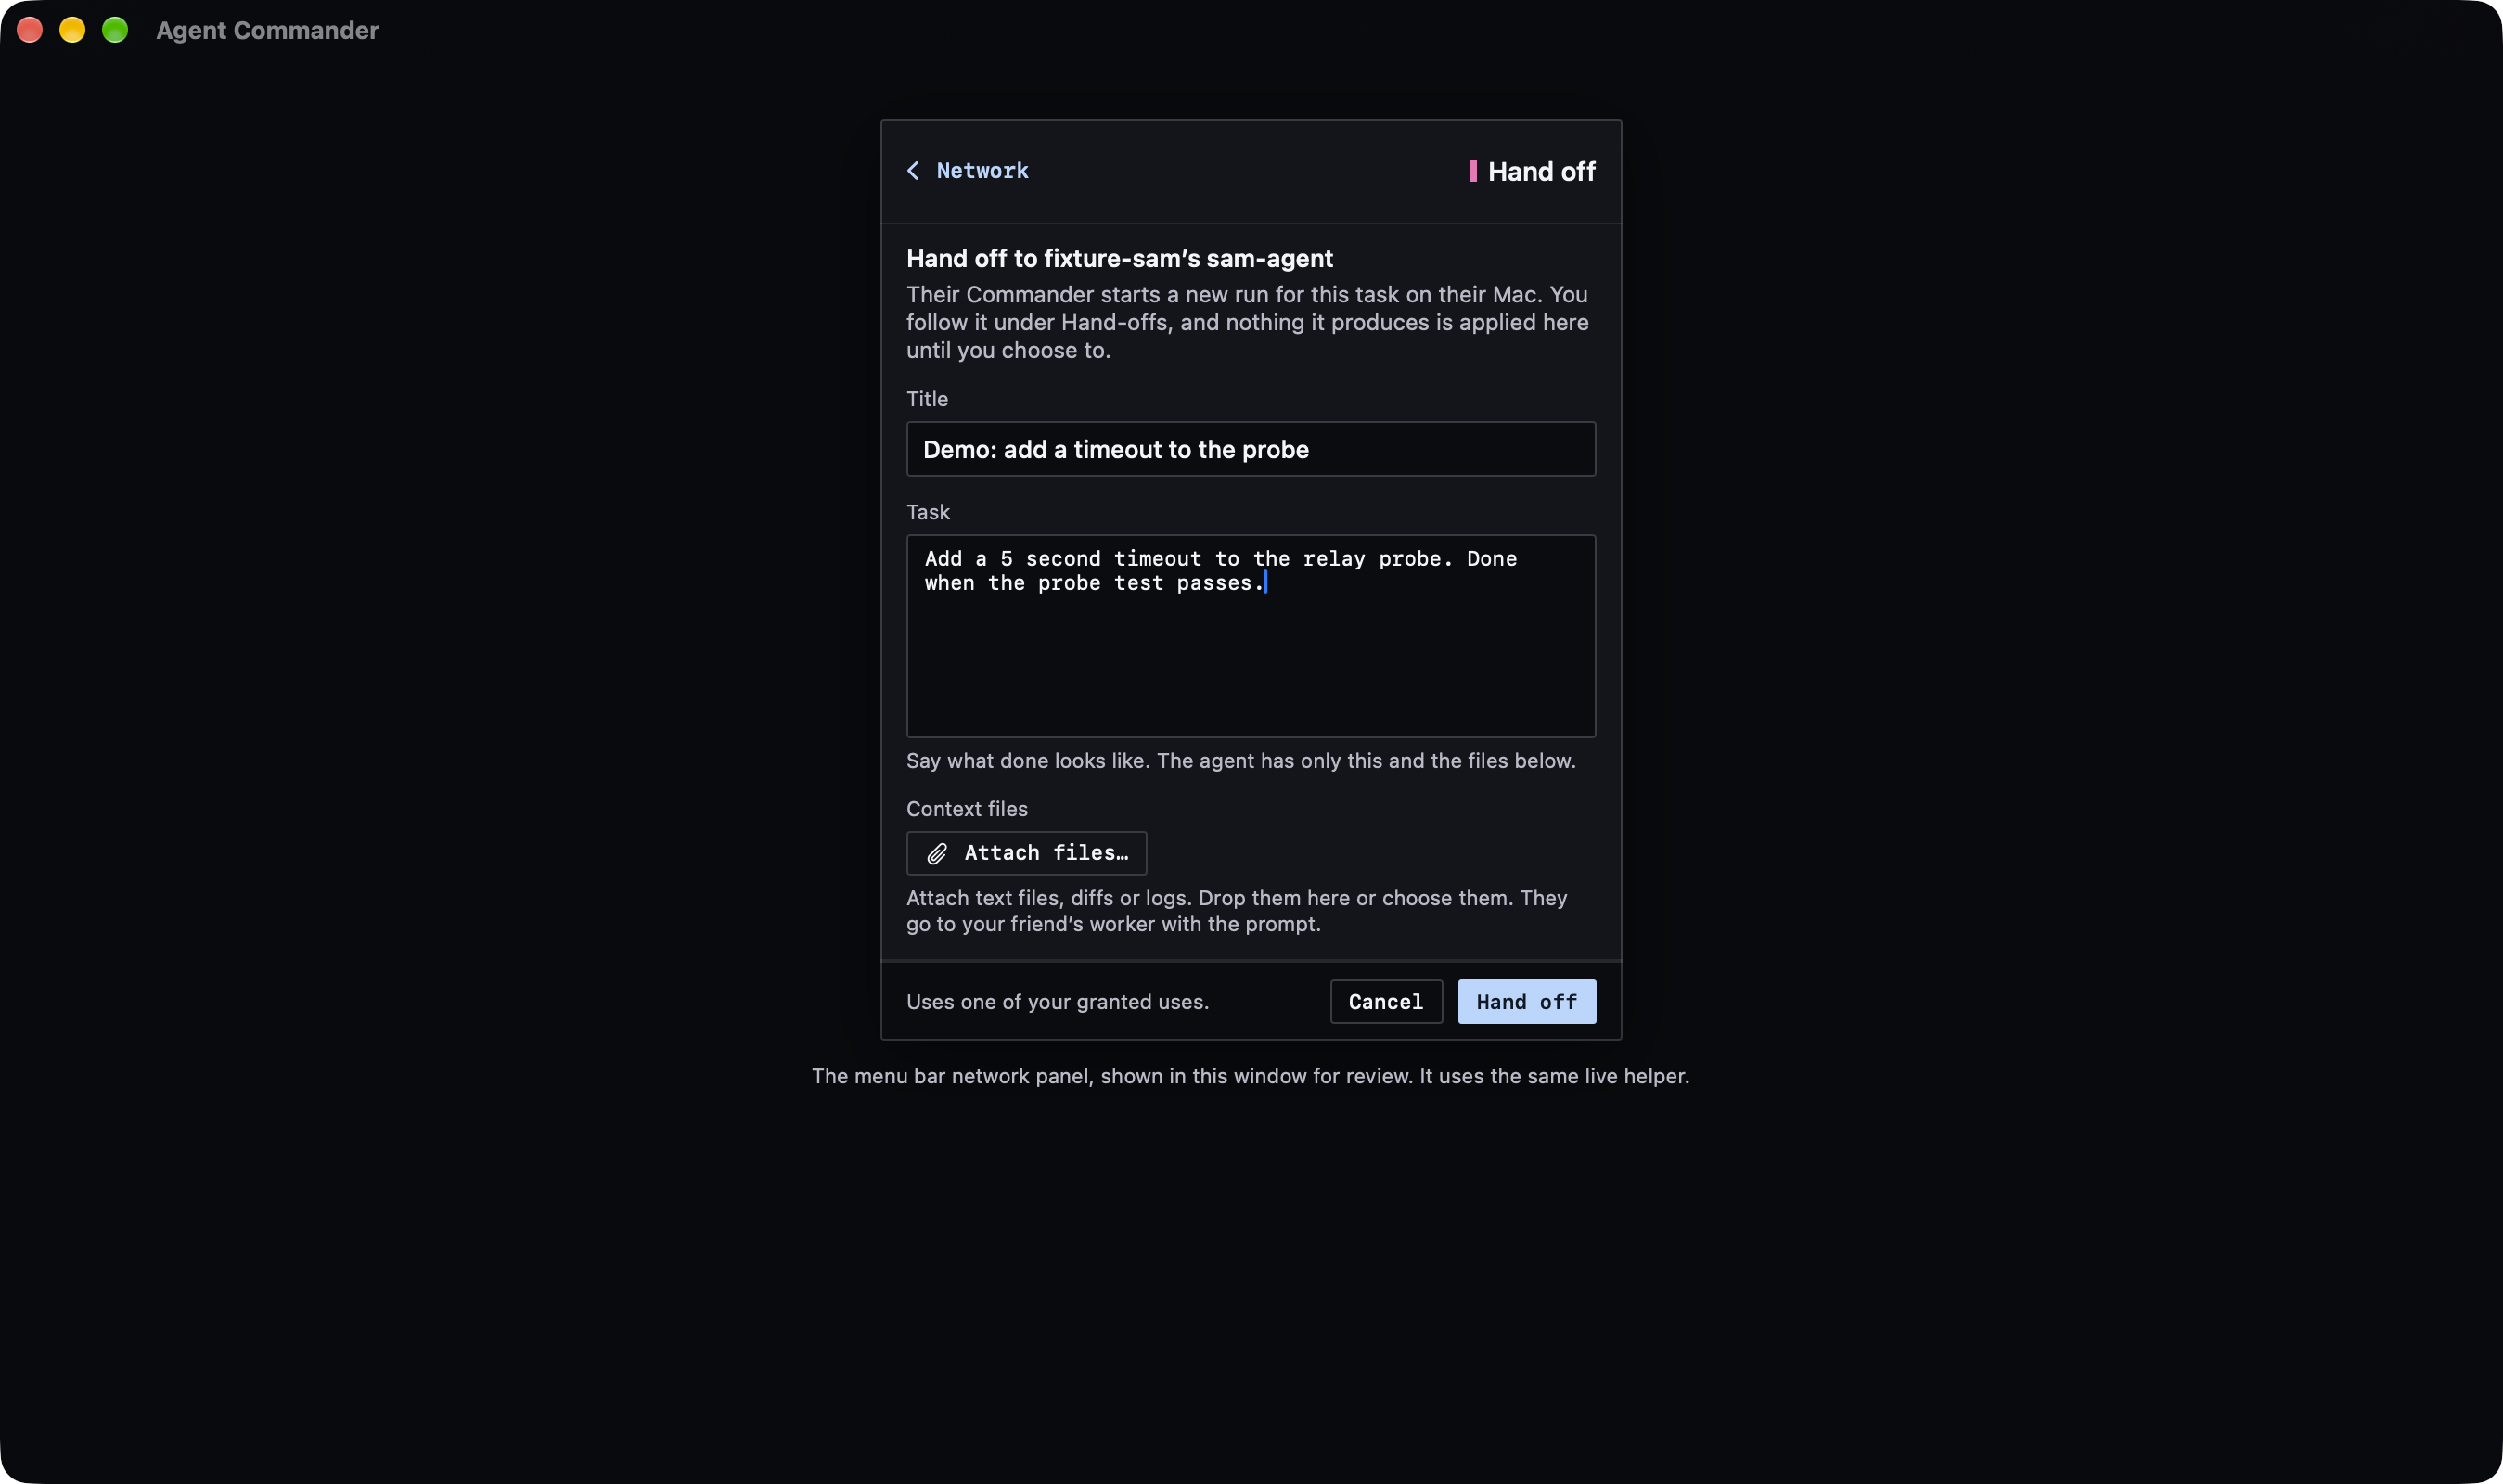 Agent Commander
Network
Hand off
Hand off to fixture-sam’s sam-agent
Their Commander starts a new run for this task on their Mac. You
follow it under Hand-offs, and nothing it produces is applied here
until you choose to.
Title
Demo: add a timeout to the probe
Task
Add a 5 second timeout to the relay probe. Done
when the probe test passes.
Say what done looks like. The agent has only this and the files below.
Context files
Attach files…
Attach text files, diffs or logs. Drop them here or choose them. They
go to your friend’s worker with the prompt.
Uses one of your granted uses.
Cancel
Hand off
The menu bar network panel, shown in this window for review. It uses the same live helper.